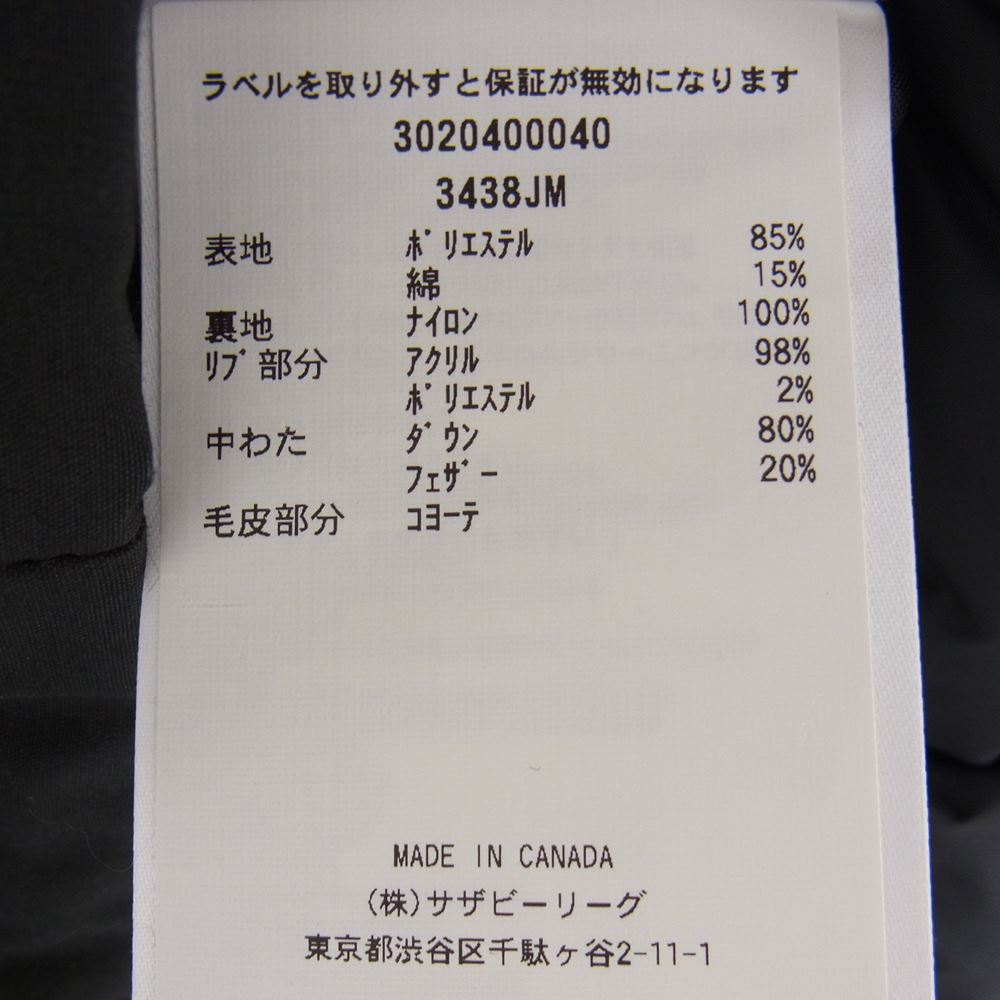 ラベルを取り外すと保証が無効になります
3020400040
3438JM
表地 ポリエステル 85%
綿 15%
裏地 ナイロン 100%
リブ部分 アクリル 98%
ポリエステル 2%
中わた ダウン 80%
フェザー 20%
毛皮部分 コヨーテ
MADE IN CANADA
(株)サザビーリーグ
東京都渋谷区千駄ヶ谷2-11-1